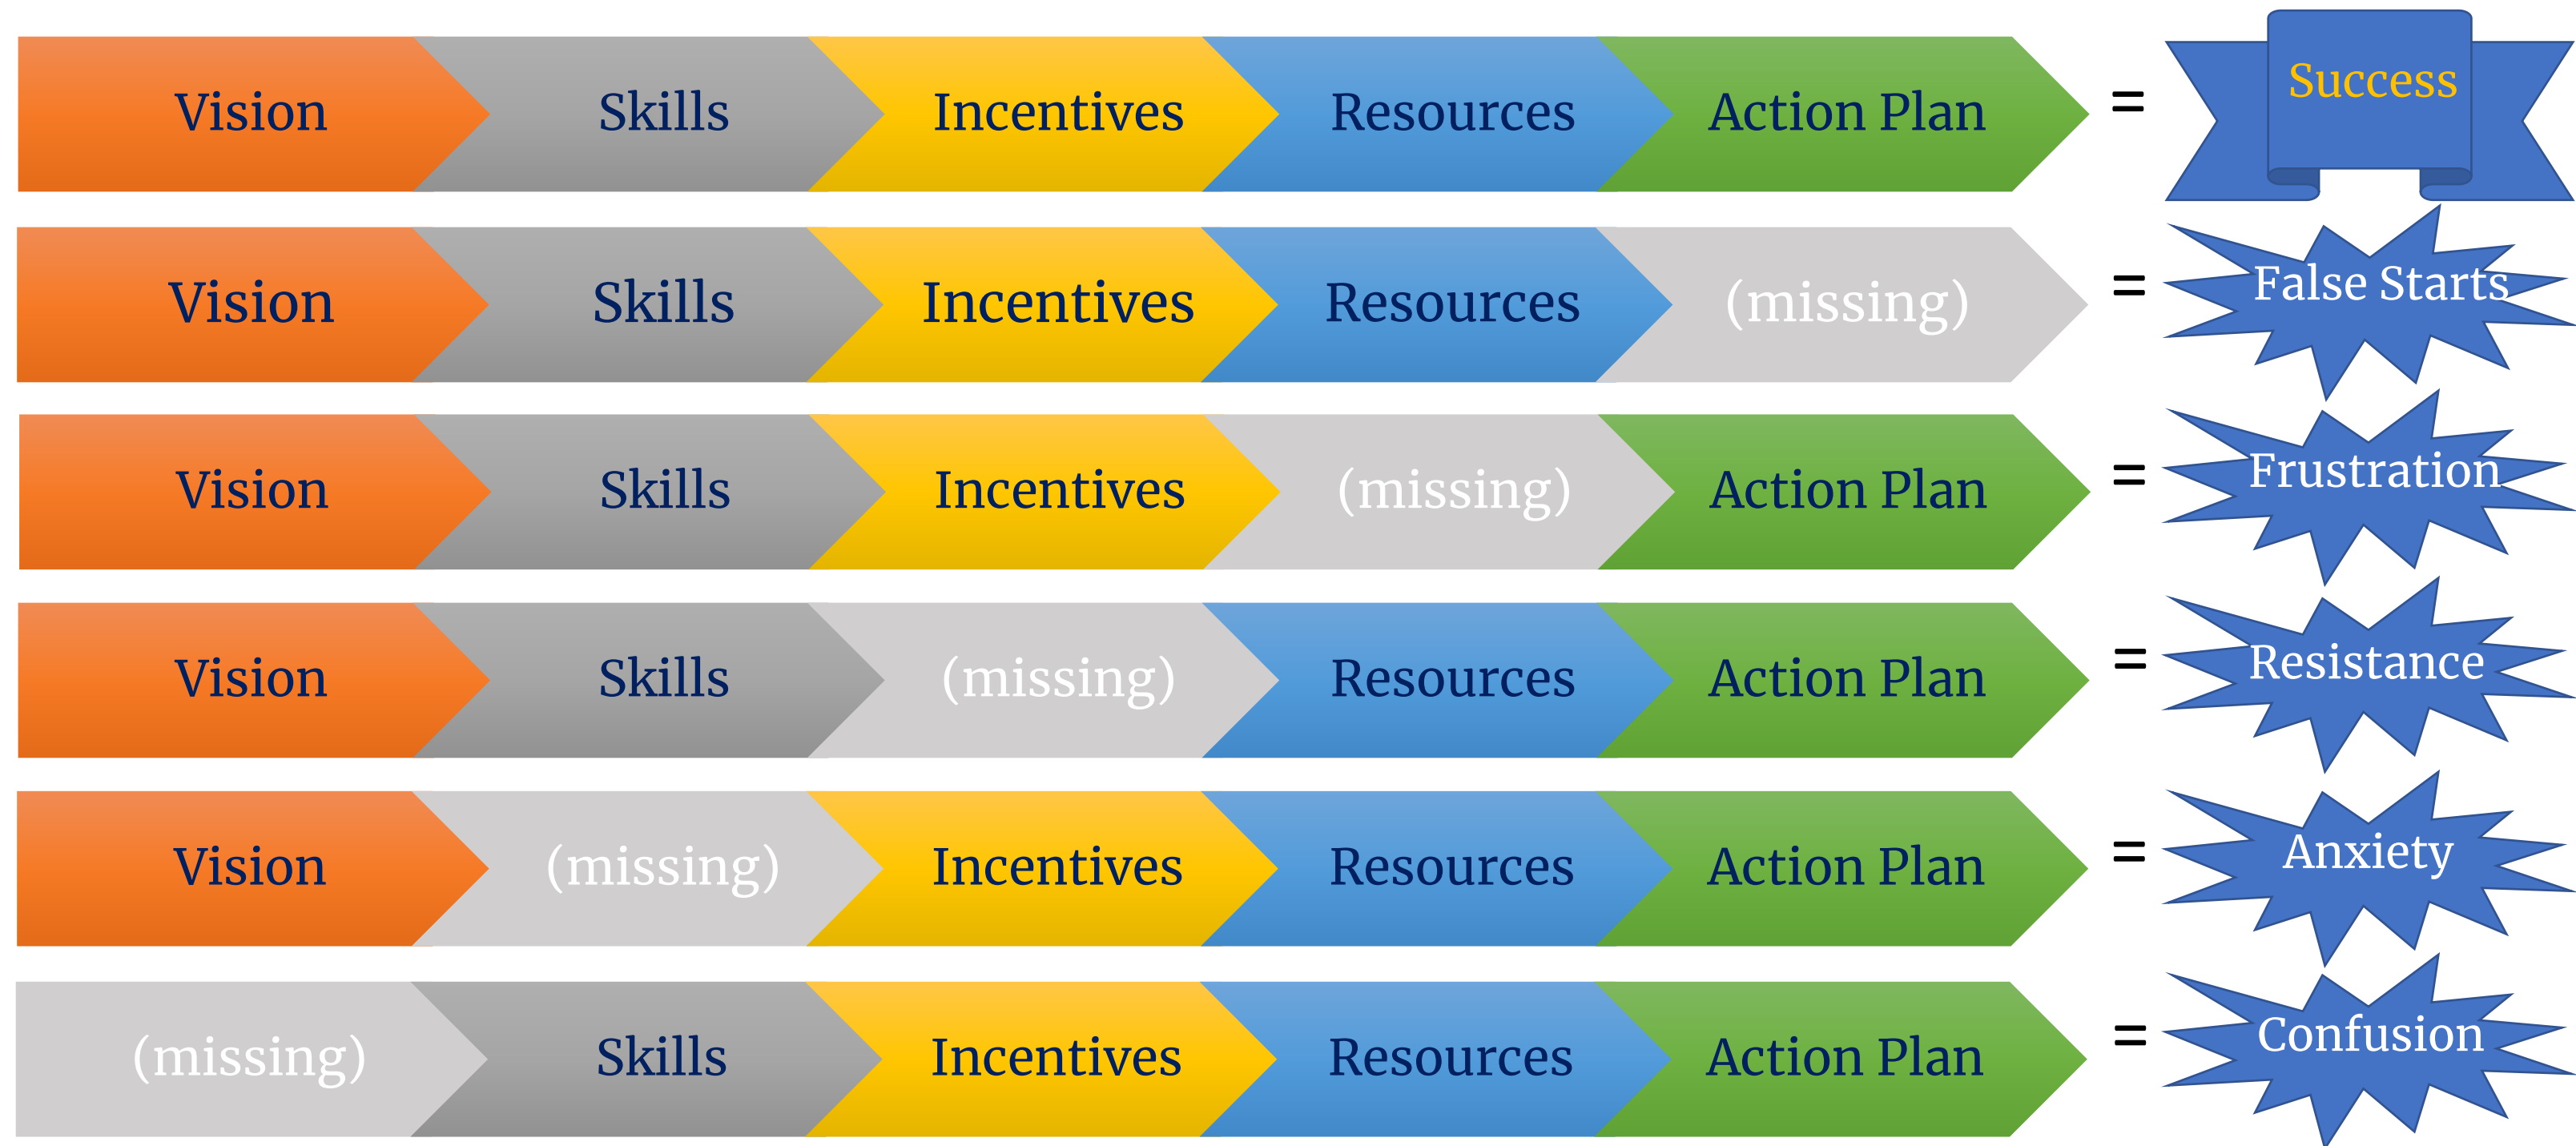 Vision Skills Incentives Resources Action Plan = Success
Vision Skills Incentives Resources (missing) = False Starts
Vision Skills Incentives (missing) Action Plan = Frustration
Vision Skills (missing) Resources Action Plan = Resistance
Vision (missing) Incentives Resources Action Plan = Anxiety
(missing) Skills Incentives Resources Action Plan = Confusion